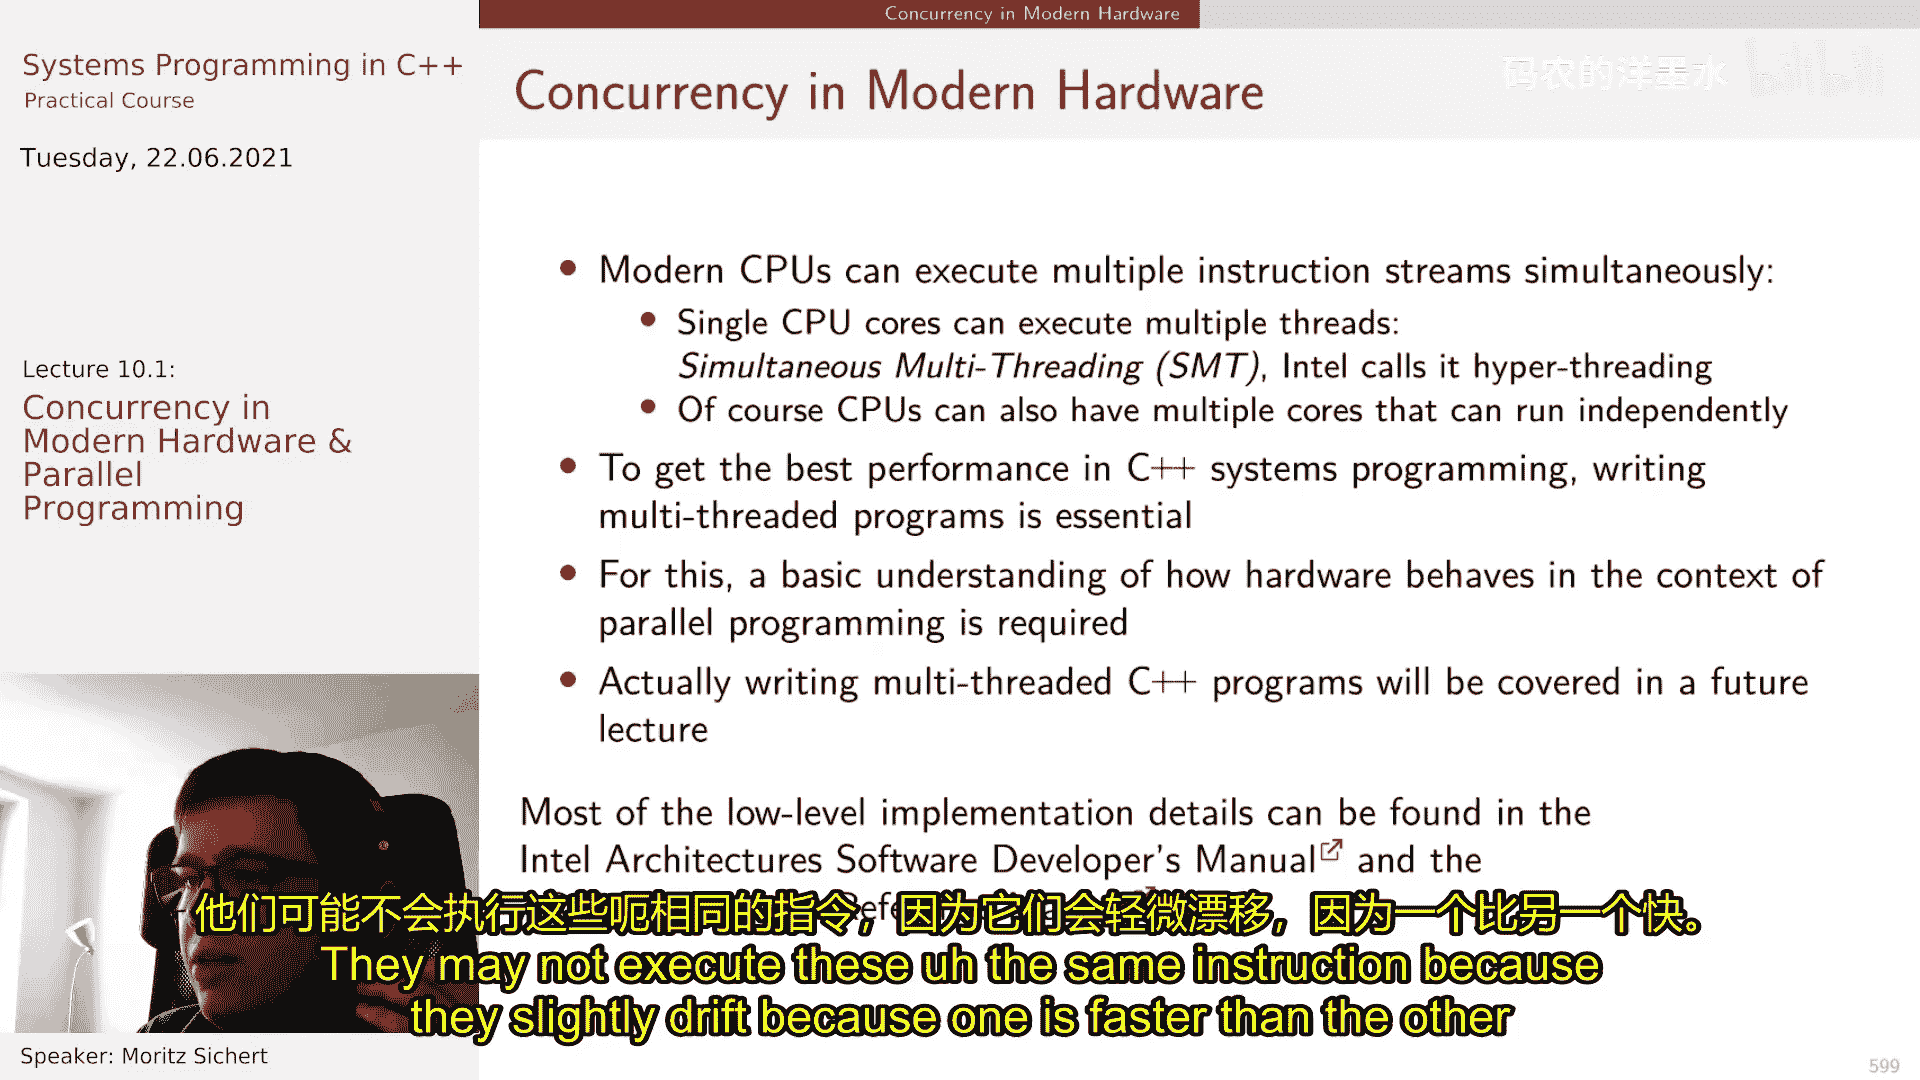 Concurrency in Modern Hardware
Systems Programming in C++
Practical Course
Tuesday, 22.06.2021
Lecture 10.1:
Concurrency in
Modern Hardware &
Parallel
Programming
Speaker: Moritz Sichert
Concurrency in Modern Hardware
码农的洋墨水 bilibili
Modern CPUs can execute multiple instruction streams simultaneously:
Single CPU cores can execute multiple threads:
Simultaneous Multi-Threading (SMT), Intel calls it hyper-threading
Of course CPUs can also have multiple cores that can run independently
To get the best performance in C++ systems programming, writing
multi-threaded programs is essential
For this, a basic understanding of how hardware behaves in the context of
parallel programming is required
Actually writing multi-threaded C++ programs will be covered in a future
lecture
Most of the low-level implementation details can be found in the
Intel Architectures Software Developer's Manual and the
他们可能不会执行这些呃相同的指令，因为它们会轻微漂移，因为一个比另一个快。
They may not execute these uh the same instruction because
they slightly drift because one is faster than the other
599